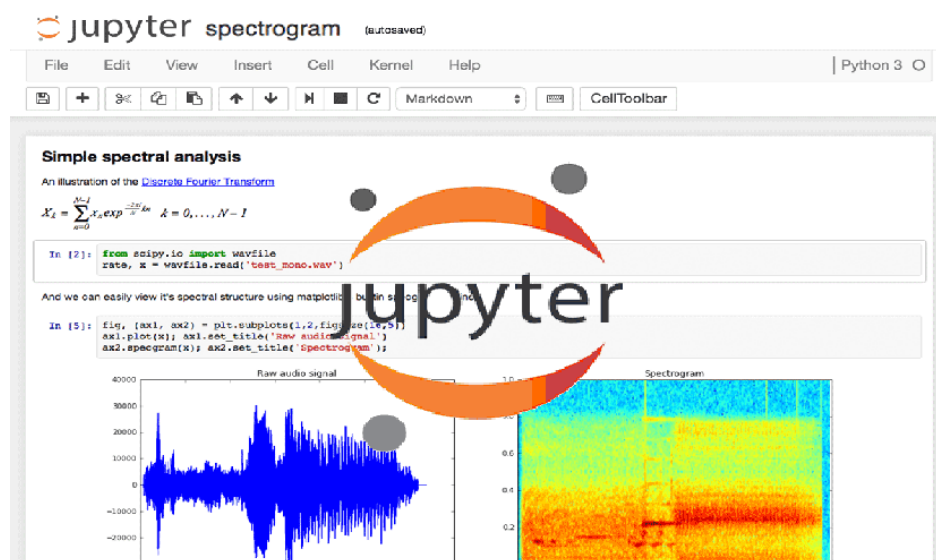 jupyter spectrogram (autosaved)
File Edit View Insert Cell Kernel Help Python 3
Markdown CellToolbar
Simple spectral analysis
An illustration of the Discrete Fourier Transform
k = 0, . . . , N − 1
In [2]: from scipy.io import wavfile
rate, x = wavfile.read('test_mono.wav')
And we can easily view it's spectral structure using matplotlib
In [5]: fig, (ax1, ax2) = plt.subplots(1,2,figsize=(16,5))
ax1.plot(x); ax1.set_title('Raw audio signal')
ax2.specgram(x); ax2.set_title('Spectrogram');
jupyter
Raw audio signal Spectrogram
40000 1.0
30000
20000
10000 0.6
0 0.4
−10000
−20000 0.2